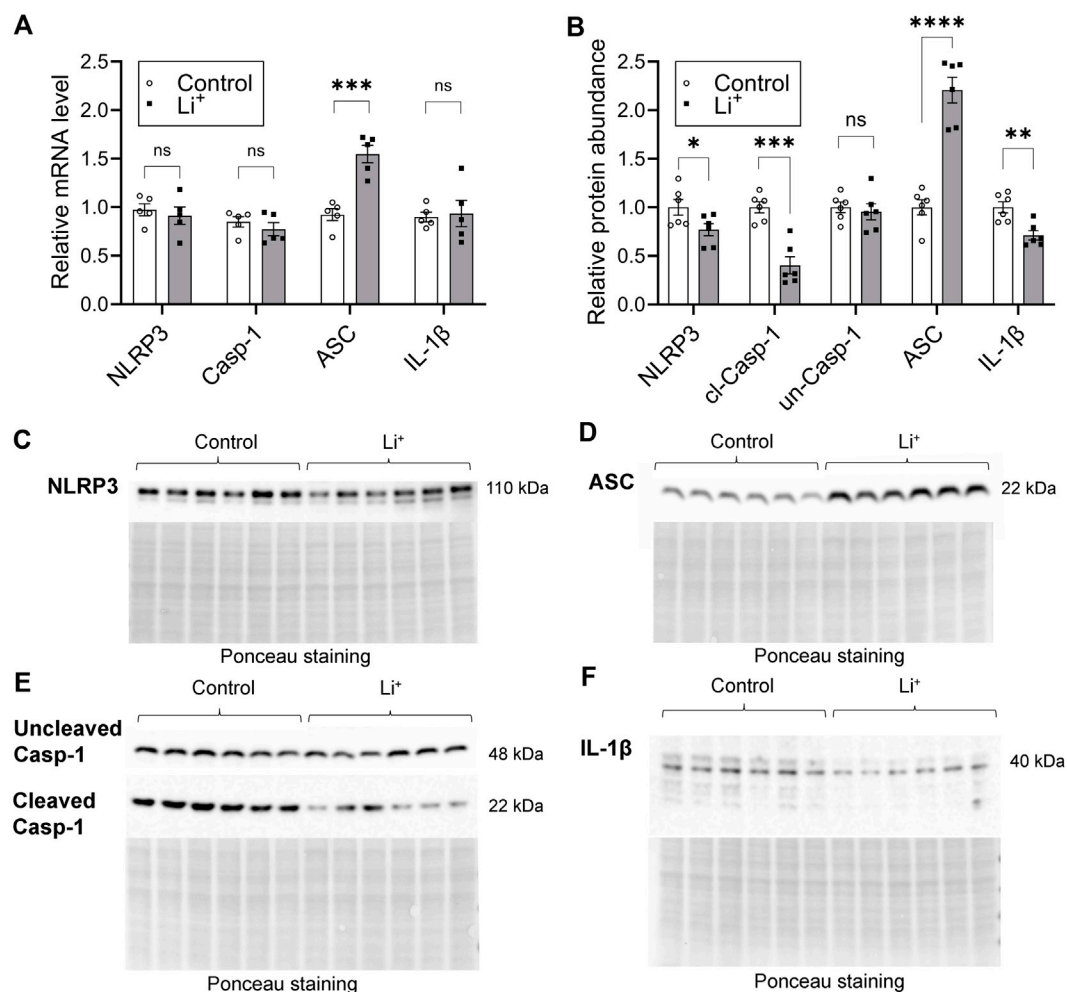 A
Relative mRNA level
2.5
2.0
1.5
1.0
0.5
0.0
Control
Li⁺
ns
ns
***
ns
NLRP3
Casp-1
ASC
IL-1β
B
Relative protein abundance
2.5
2.0
1.5
1.0
0.5
0.0
Control
Li⁺
*
***
ns
****
**
NLRP3
cl-Casp-1
un-Casp-1
ASC
IL-1β
C
Control
Li⁺
NLRP3
110 kDa
Ponceau staining
D
Control
Li⁺
ASC
22 kDa
Ponceau staining
E
Control
Li⁺
Uncleaved
Casp-1
48 kDa
Cleaved
Casp-1
22 kDa
Ponceau staining
F
Control
Li⁺
IL-1β
40 kDa
Ponceau staining